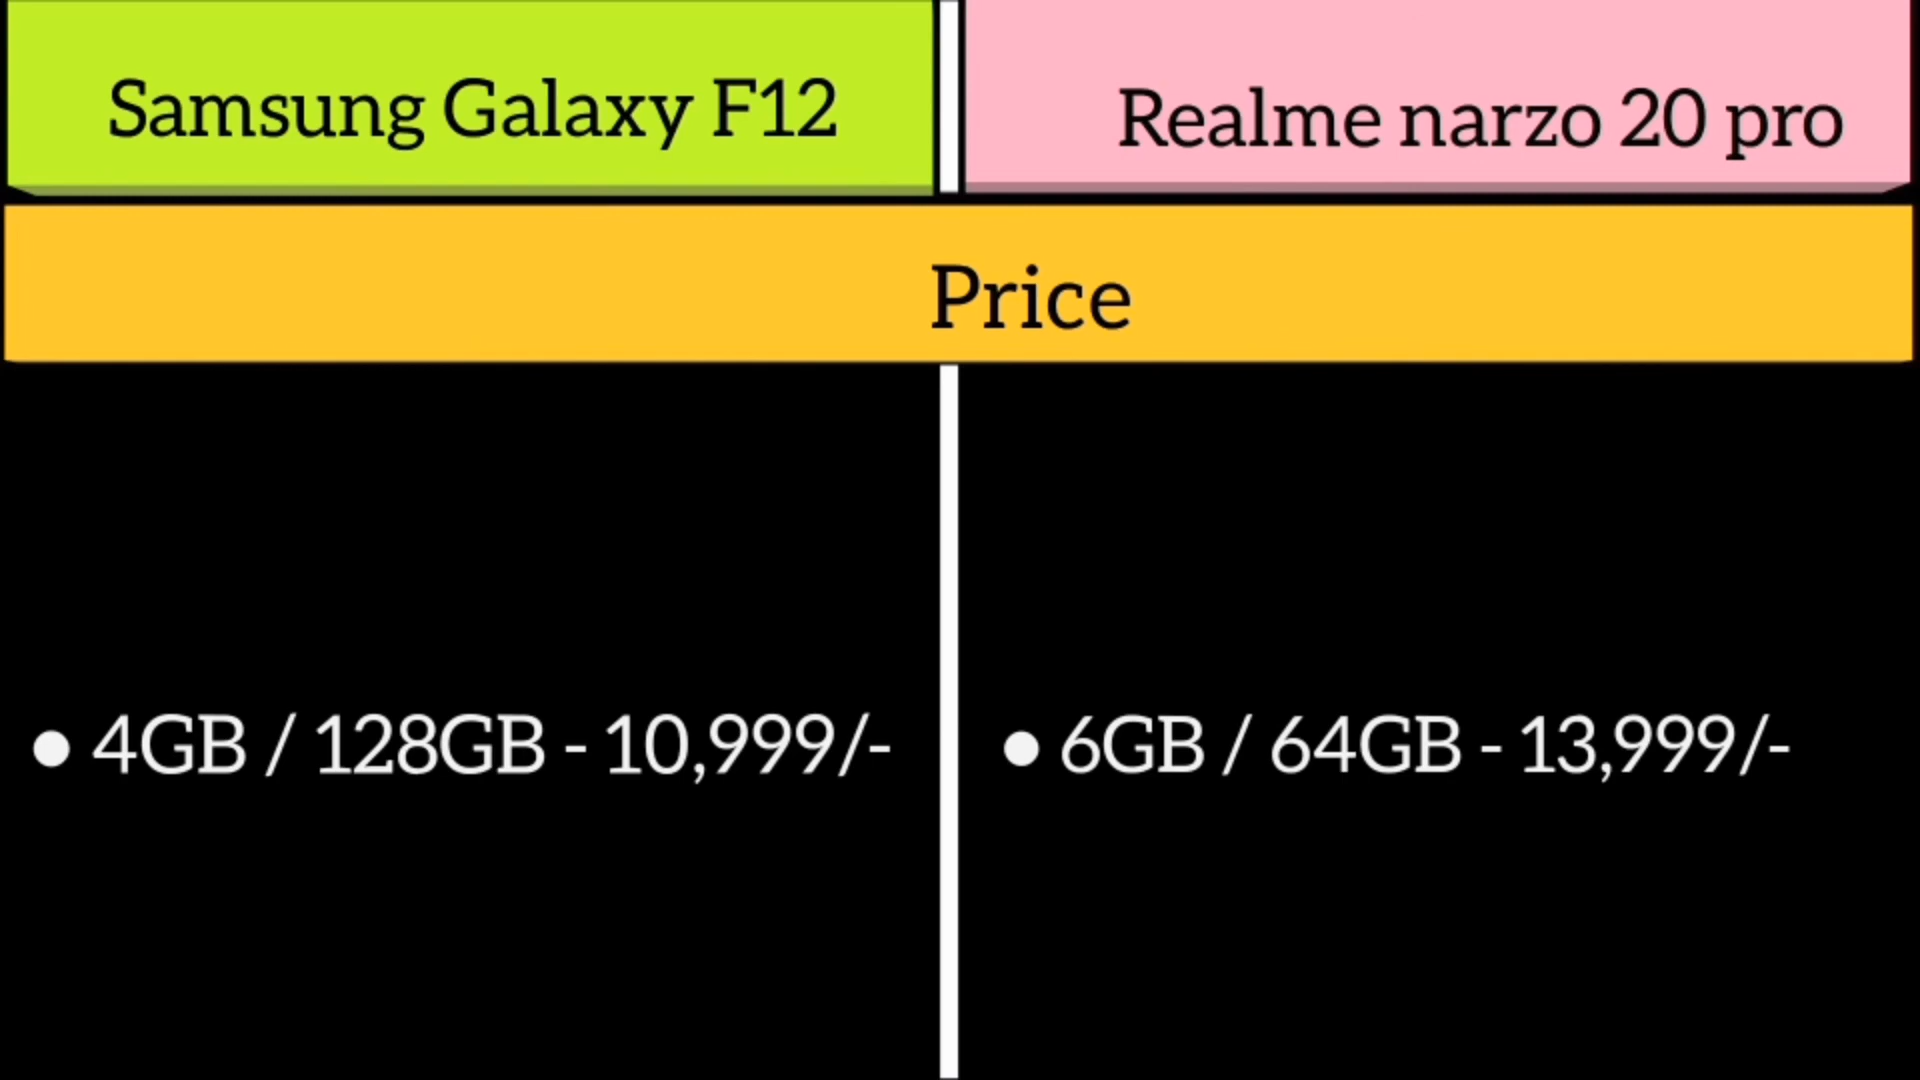 Samsung Galaxy F12
Realme narzo 20 pro
Price
● 4GB / 128GB - 10,999/-
● 6GB / 64GB - 13,999/-